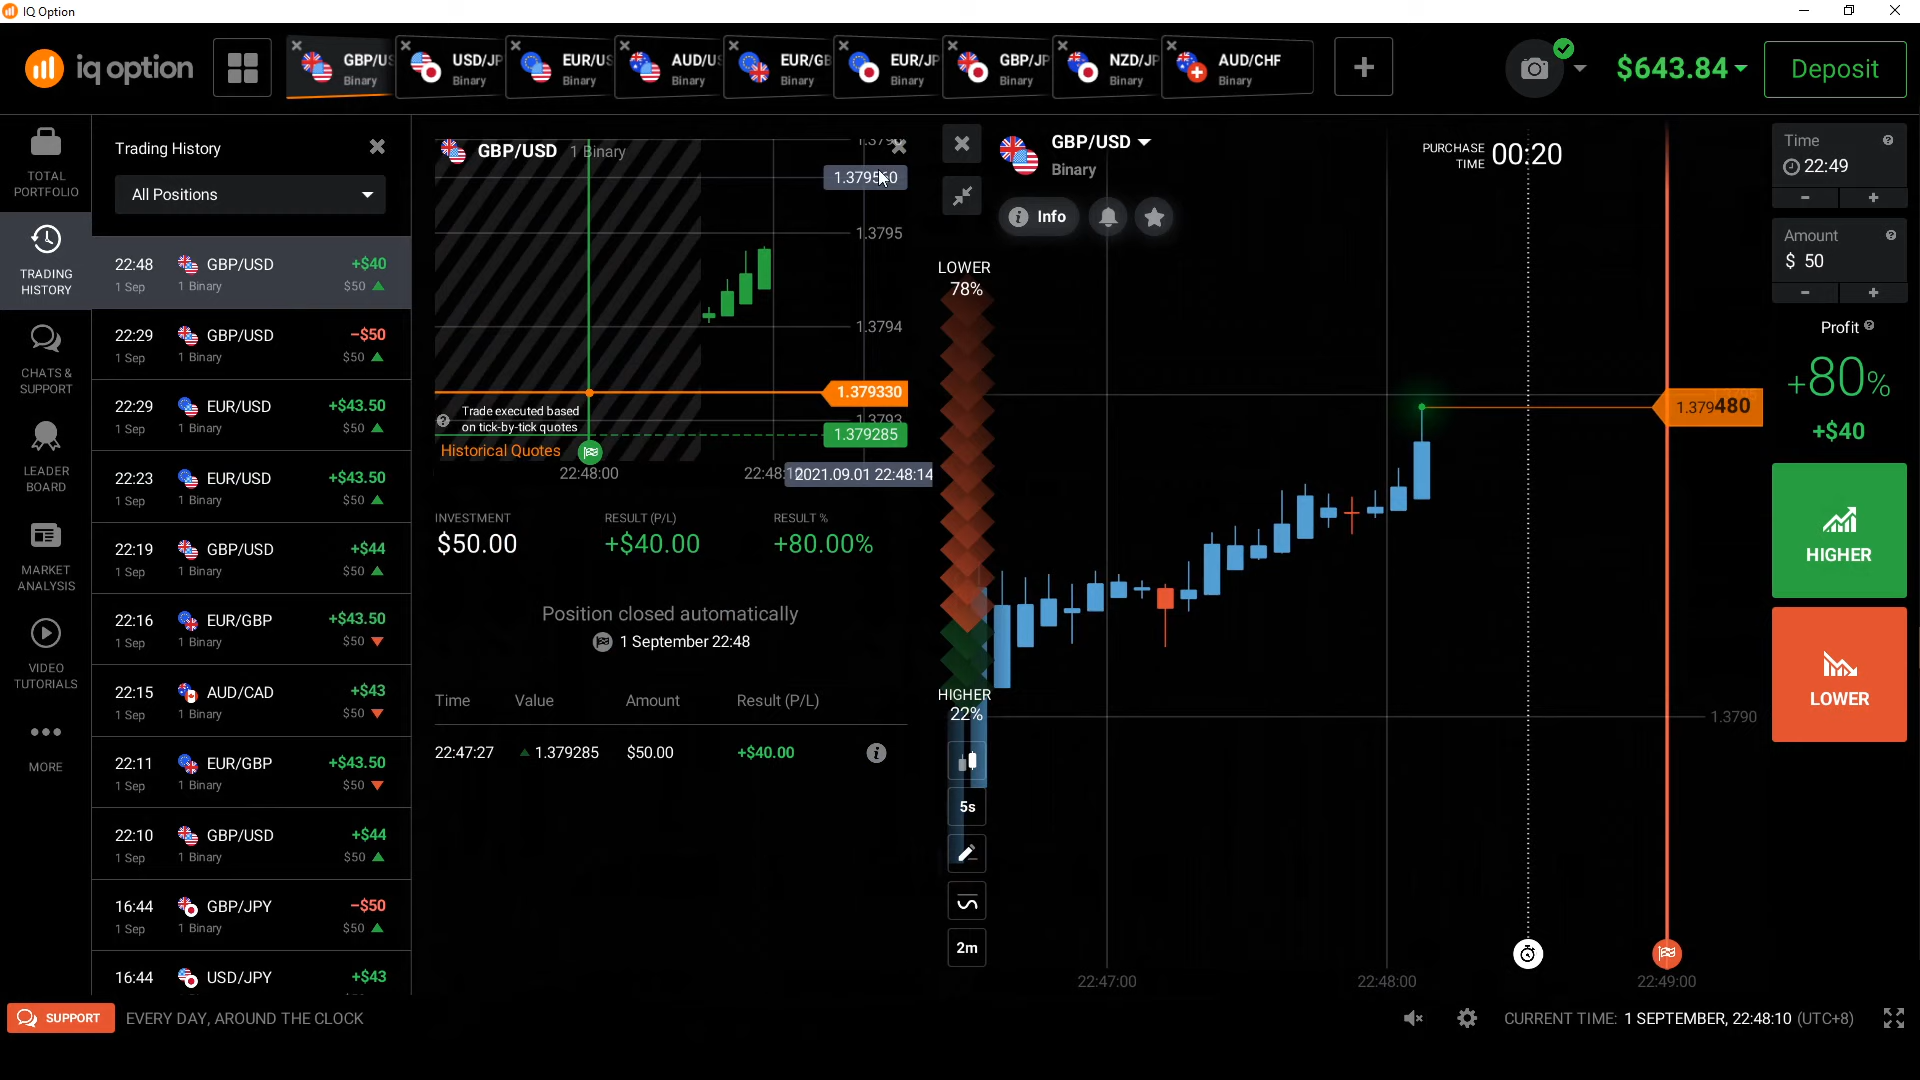 IQ Option
iq option
GBP/US
Binary
USD/JP
Binary
EUR/US
Binary
AUD/US
Binary
EUR/GB
Binary
EUR/JP
Binary
GBP/JP
Binary
NZD/JP
Binary
AUD/CHF
Binary
$643.84
Deposit
TOTAL
PORTFOLIO
TRADING
HISTORY
CHATS &
SUPPORT
LEADER
BOARD
MARKET
ANALYSIS
VIDEO
TUTORIALS
MORE
Trading History
All Positions
22:48 GBP/USD +$40
1 Sep 1 Binary $50
22:29 GBP/USD −$50
1 Sep 1 Binary $50
22:29 EUR/USD +$43.50
1 Sep 1 Binary $50
22:23 EUR/USD +$43.50
1 Sep 1 Binary $50
22:19 GBP/USD +$44
1 Sep 1 Binary $50
22:16 EUR/GBP +$43.50
1 Sep 1 Binary $50
22:15 AUD/CAD +$43
1 Sep 1 Binary $50
22:11 EUR/GBP +$43.50
1 Sep 1 Binary $50
22:10 GBP/USD +$44
1 Sep 1 Binary $50
16:44 GBP/JPY −$50
1 Sep 1 Binary $50
16:44 USD/JPY +$43
GBP/USD 1 Binary
1.3795
1.3794
1.379330
1.3793
1.379285
Trade executed based
on tick-by-tick quotes
Historical Quotes
22:48:00
2021.09.01 22:48:14
INVESTMENT RESULT (P/L) RESULT %
$50.00 +$40.00 +80.00%
Position closed automatically
1 September 22:48
Time Value Amount Result (P/L)
22:47:27 1.379285 $50.00 +$40.00
GBP/USD
Binary
Info
LOWER
78%
HIGHER
22%
5s
2m
PURCHASE
TIME 00:20
1.379480
1.3790
22:47:00 22:48:00 22:49:00
Time
22:49
- +
Amount
$ 50
- +
Profit
+80%
+$40
HIGHER
LOWER
SUPPORT EVERY DAY, AROUND THE CLOCK
CURRENT TIME: 1 SEPTEMBER, 22:48:10 (UTC+8)